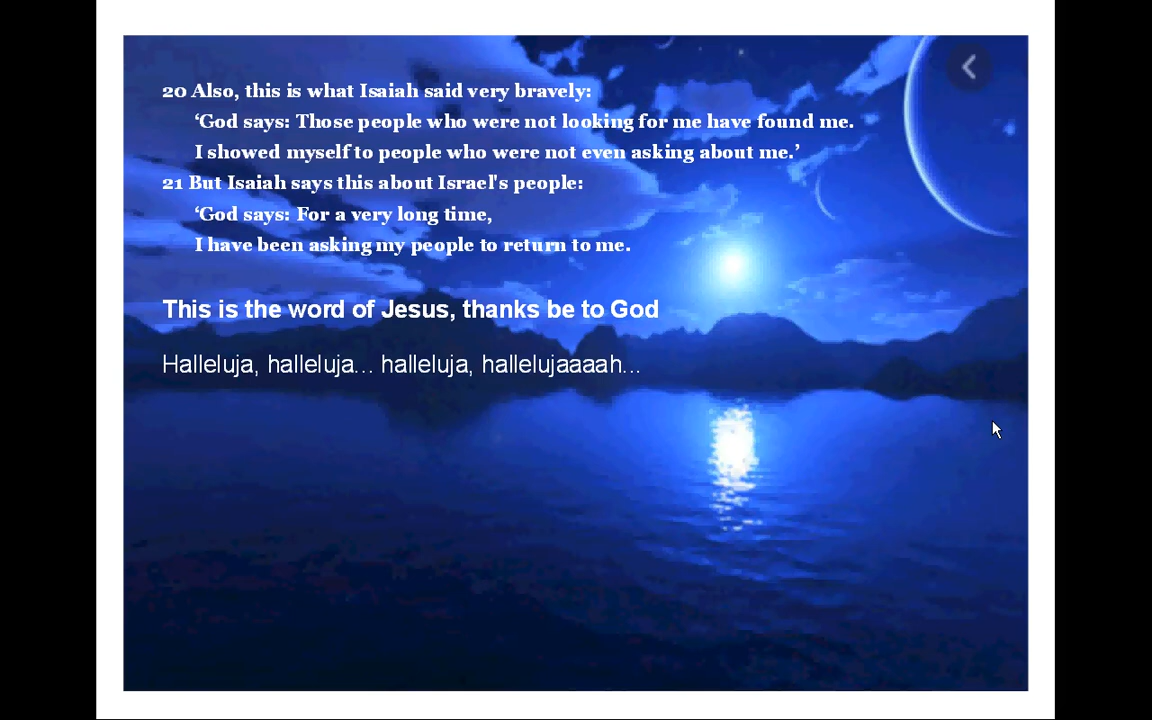 20 Also, this is what Isaiah said very bravely:
‘God says: Those people who were not looking for me have found me.
I showed myself to people who were not even asking about me.’
21 But Isaiah says this about Israel's people:
‘God says: For a very long time,
I have been asking my people to return to me.
This is the word of Jesus, thanks be to God
Halleluja, halleluja... halleluja, hallelujaaaah...